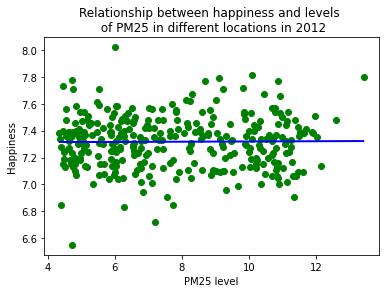 Relationship between happiness and levels
of PM25 in different locations in 2012
Happiness
8.0
7.8
7.6
7.4
7.2
7.0
6.8
6.6
4 6 8 10 12
PM25 level